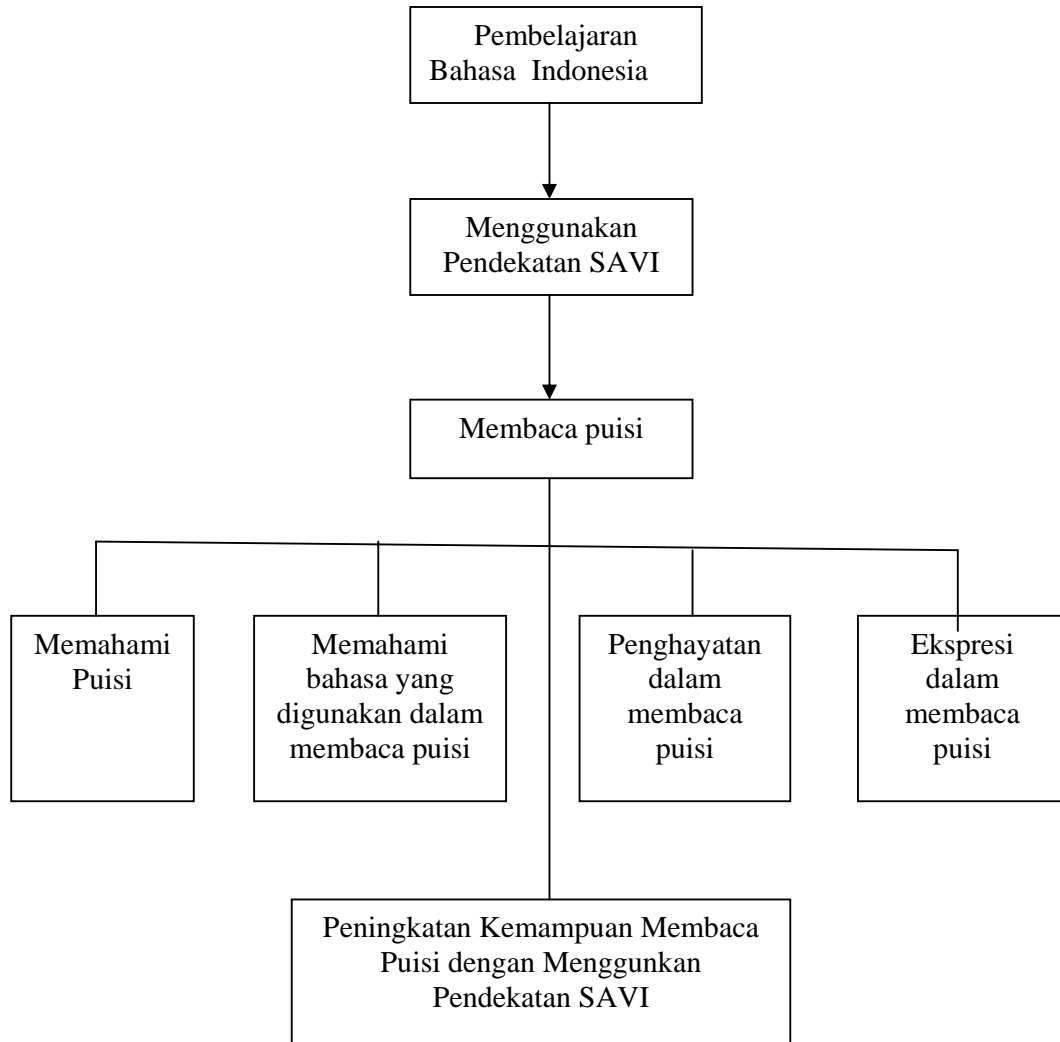 Pembelajaran
Bahasa Indonesia
Menggunakan
Pendekatan SAVI
Membaca puisi
Memahami
Puisi
Memahami
bahasa yang
digunakan dalam
membaca puisi
Penghayatan
dalam
membaca
puisi
Ekspresi
dalam
membaca
puisi
Peningkatan Kemampuan Membaca
Puisi dengan Menggunkan
Pendekatan SAVI